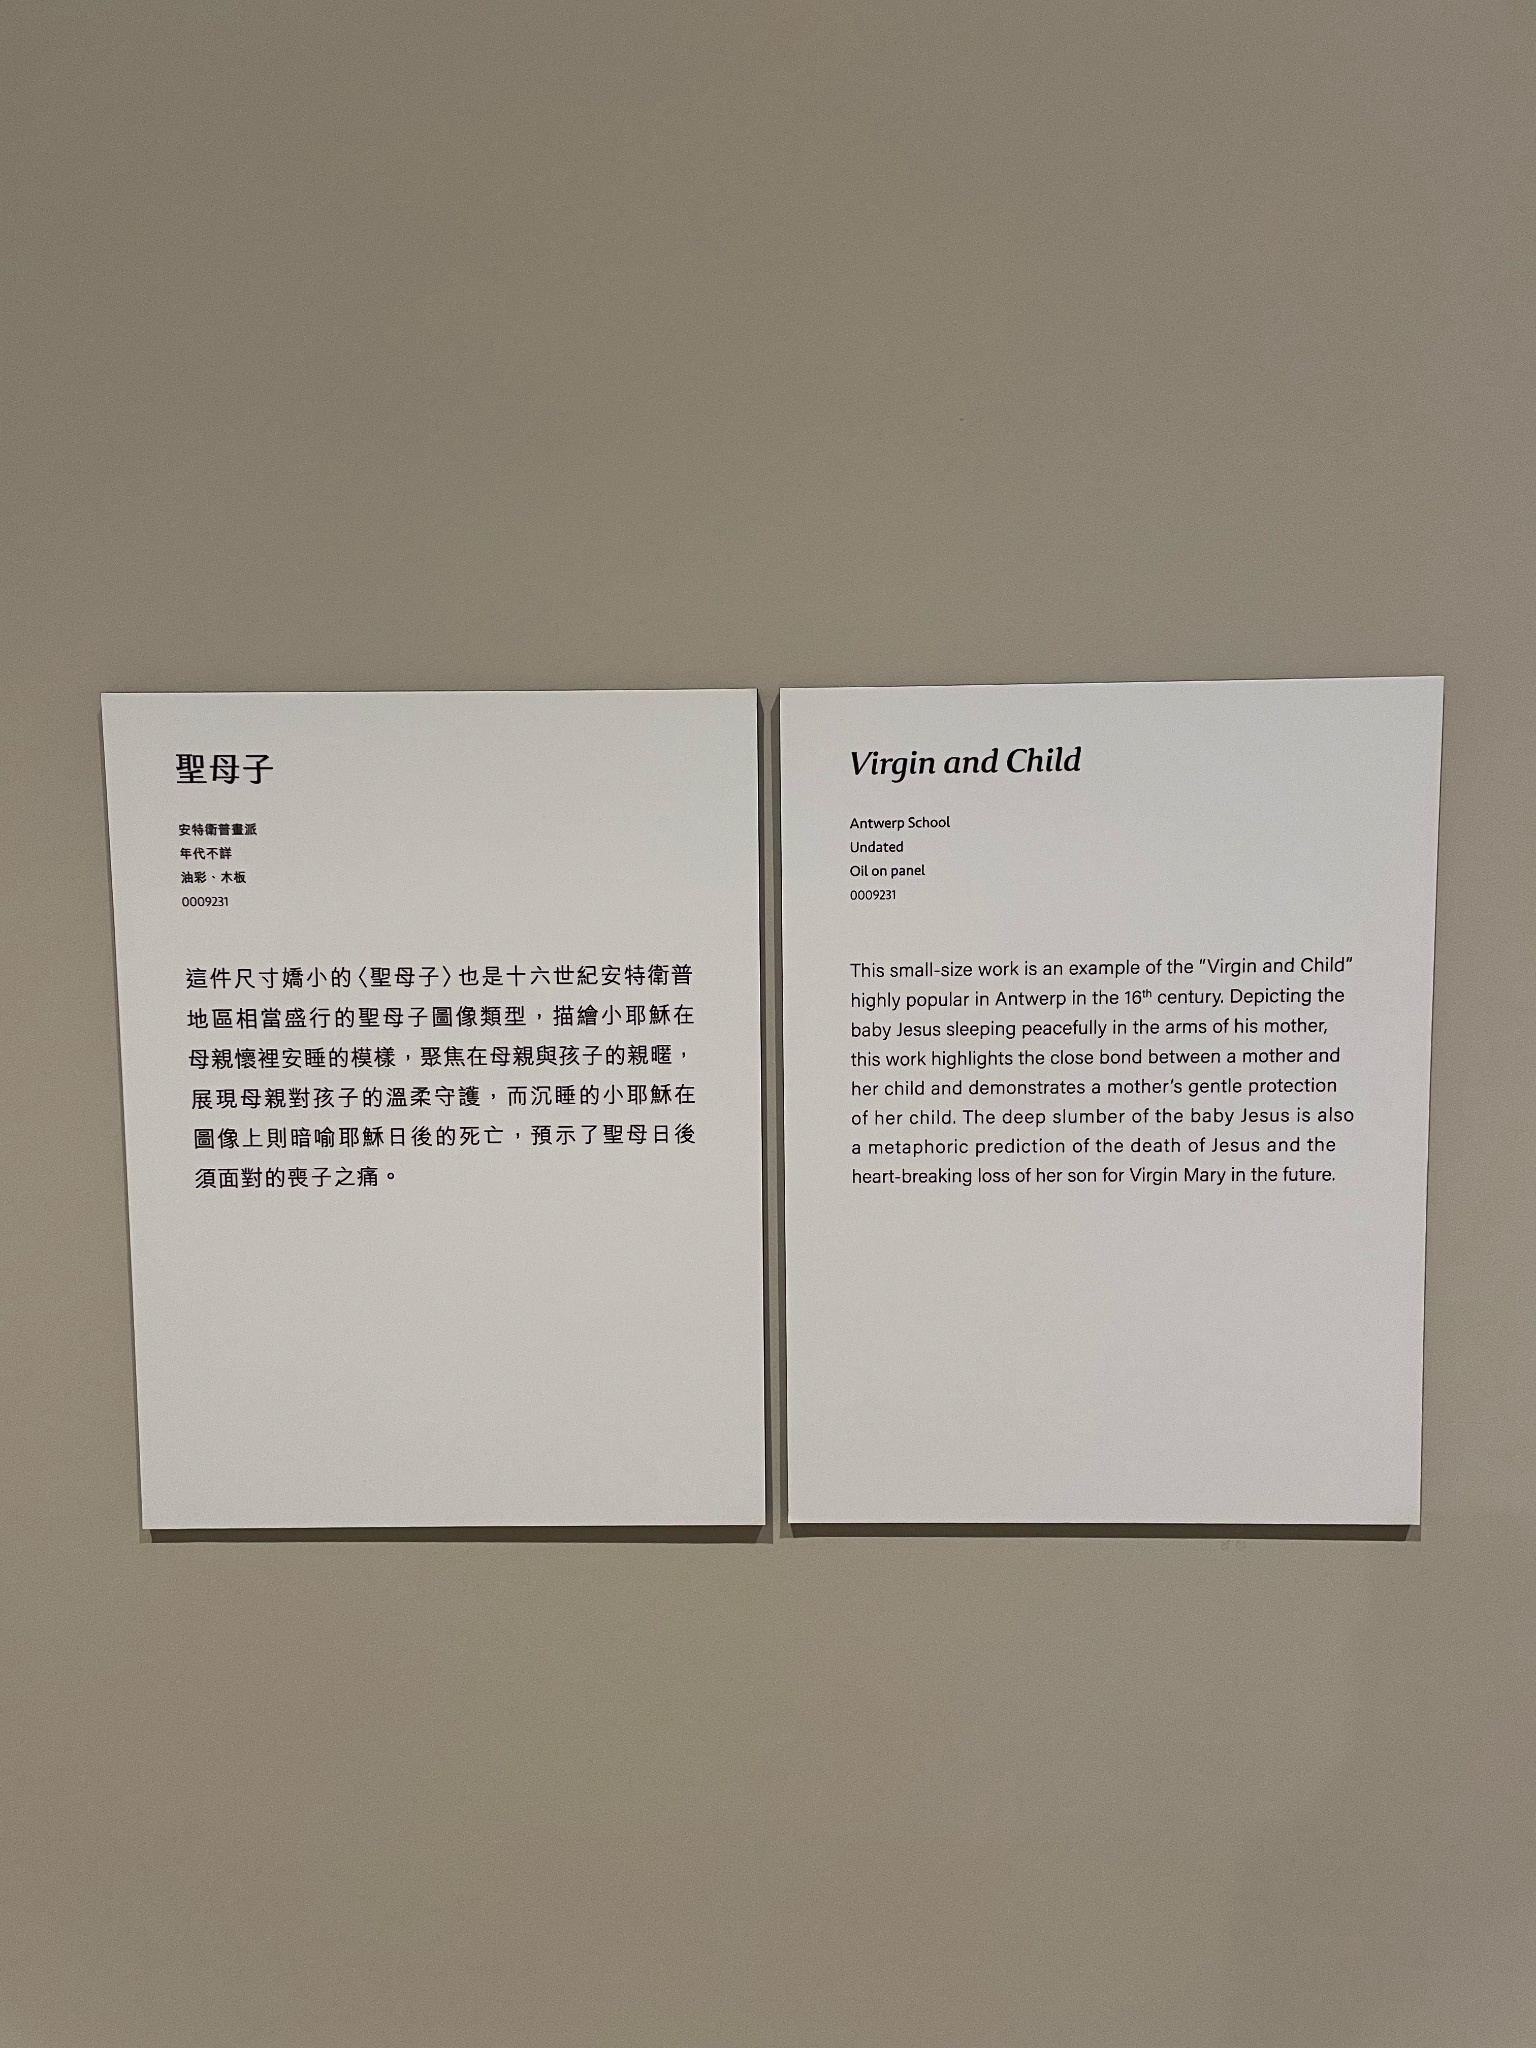 聖母子
安特衛普畫派
年代不詳
油彩、木板
0009231
這件尺寸嬌小的〈聖母子〉也是十六世紀安特衛普
地區相當盛行的聖母子圖像類型，描繪小耶穌在
母親懷裡安睡的模樣，聚焦在母親與孩子的親暱，
展現母親對孩子的溫柔守護，而沉睡的小耶穌在
圖像上則暗喻耶穌日後的死亡，預示了聖母日後
須面對的喪子之痛。
Virgin and Child
Antwerp School
Undated
Oil on panel
0009231
This small-size work is an example of the "Virgin and Child"
highly popular in Antwerp in the 16th century. Depicting the
baby Jesus sleeping peacefully in the arms of his mother,
this work highlights the close bond between a mother and
her child and demonstrates a mother's gentle protection
of her child. The deep slumber of the baby Jesus is also
a metaphoric prediction of the death of Jesus and the
heart-breaking loss of her son for Virgin Mary in the future.